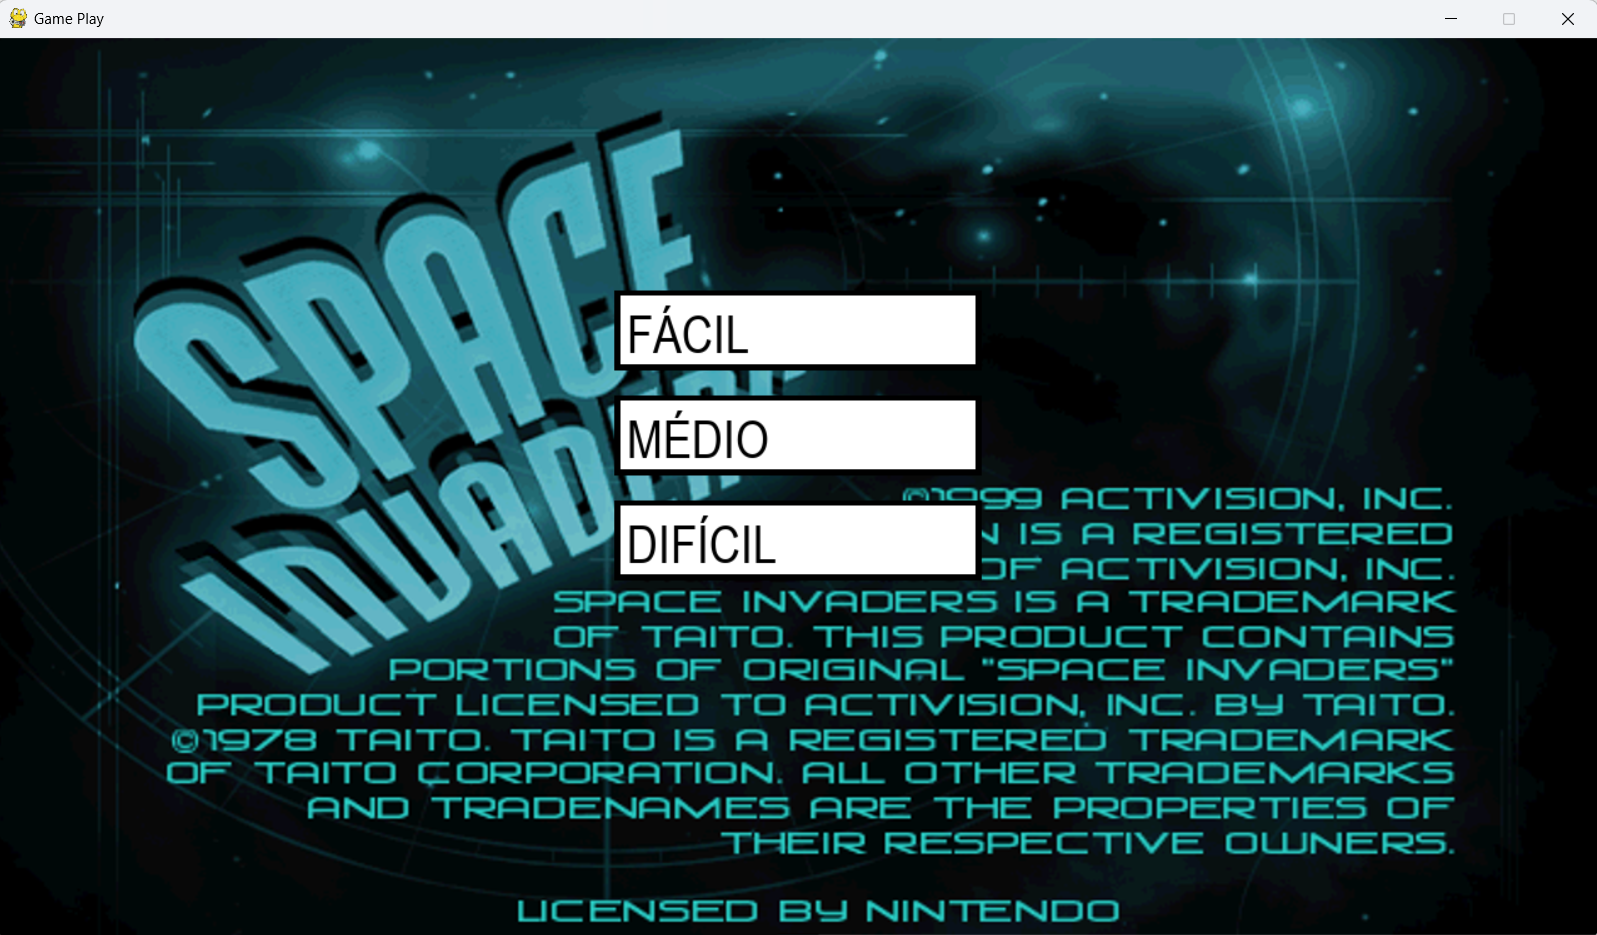 Game Play
SPACE
INVADERS
FÁCIL
MÉDIO
DIFÍCIL
©1999 ACTIVISION, INC.
IS A REGISTERED
OF ACTIVISION, INC.
SPACE INVADERS IS A TRADEMARK
OF TAITO. THIS PRODUCT CONTAINS
PORTIONS OF ORIGINAL "SPACE INVADERS"
PRODUCT LICENSED TO ACTIVISION, INC. BY TAITO.
©1978 TAITO. TAITO IS A REGISTERED TRADEMARK
OF TAITO CORPORATION. ALL OTHER TRADEMARKS
AND TRADENAMES ARE THE PROPERTIES OF
THEIR RESPECTIVE OWNERS.
LICENSED BY NINTENDO